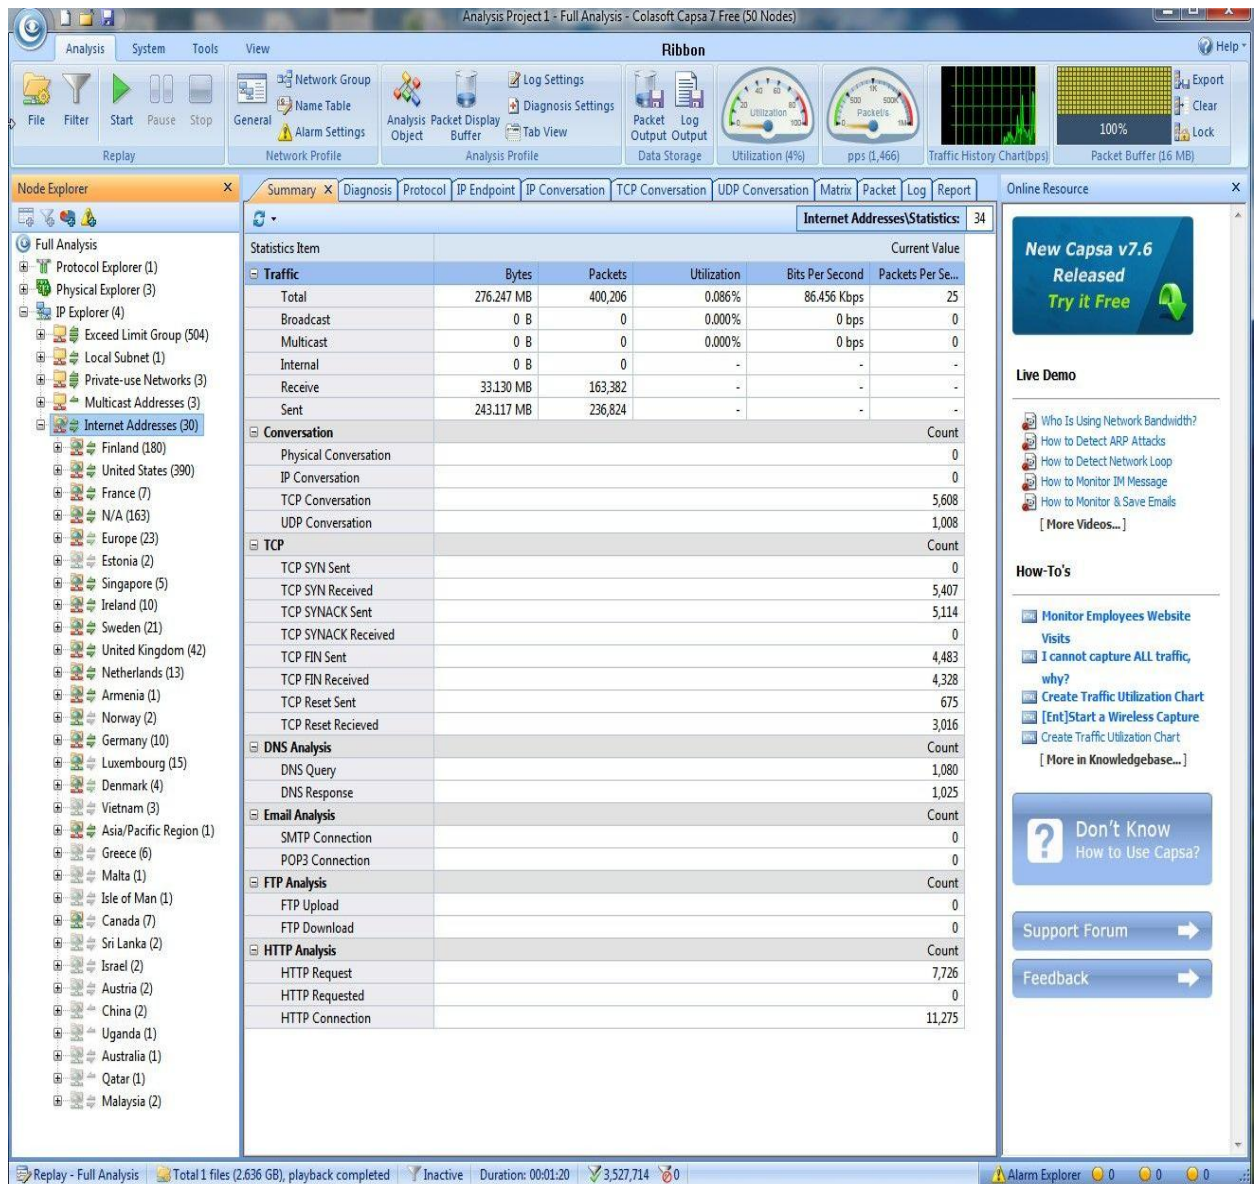 Analysis Project 1 - Full Analysis - Colasoft Capsa 7 Free (50 Nodes)
Analysis System Tools View Ribbon Help
File Filter Start Pause Stop
Replay
General Network Group
Name Table
Alarm Settings
Network Profile
Analysis Object Packet Display Buffer Log Settings
Diagnosis Settings
Tab View
Analysis Profile
Packet Output Log Output
Data Storage
Utilization
Utilization (4%)
Packet/s
pps (1,466)
Traffic History Chart(bps)
100%
Packet Buffer (16 MB)
Export
Clear
Lock
Node Explorer X
Full Analysis
Protocol Explorer (1)
Physical Explorer (3)
IP Explorer (4)
Exceed Limit Group (504)
Local Subnet (1)
Private-use Networks (3)
Multicast Addresses (3)
Internet Addresses (30)
Finland (180)
United States (390)
France (7)
N/A (163)
Europe (23)
Estonia (2)
Singapore (5)
Ireland (10)
Sweden (21)
United Kingdom (42)
Netherlands (13)
Armenia (1)
Norway (2)
Germany (10)
Luxembourg (15)
Denmark (4)
Vietnam (3)
Asia/Pacific Region (1)
Greece (6)
Malta (1)
Isle of Man (1)
Canada (7)
Sri Lanka (2)
Israel (2)
Austria (2)
China (2)
Uganda (1)
Australia (1)
Qatar (1)
Malaysia (2)
Summary X Diagnosis Protocol IP Endpoint IP Conversation TCP Conversation UDP Conversation Matrix Packet Log Report
Internet Addresses\Statistics: 34
Statistics Item Current Value
Traffic Bytes Packets Utilization Bits Per Second Packets Per Se...
Total 276.247 MB 400,206 0.086% 86.456 Kbps 25
Broadcast 0 B 0 0.000% 0 bps 0
Multicast 0 B 0 0.000% 0 bps 0
Internal 0 B 0 - - -
Receive 33.130 MB 163,382 - - -
Sent 243.117 MB 236,824 - - -
Conversation Count
Physical Conversation 0
IP Conversation 0
TCP Conversation 5,608
UDP Conversation 1,008
TCP Count
TCP SYN Sent 0
TCP SYN Received 5,407
TCP SYNACK Sent 5,114
TCP SYNACK Received 0
TCP FIN Sent 4,483
TCP FIN Received 4,328
TCP Reset Sent 675
TCP Reset Recieved 3,016
DNS Analysis Count
DNS Query 1,080
DNS Response 1,025
Email Analysis Count
SMTP Connection 0
POP3 Connection 0
FTP Analysis Count
FTP Upload 0
FTP Download 0
HTTP Analysis Count
HTTP Request 7,726
HTTP Requested 0
HTTP Connection 11,275
Online Resource X
New Capsa v7.6
Released
Try it Free
Live Demo
Who Is Using Network Bandwidth?
How to Detect ARP Attacks
How to Detect Network Loop
How to Monitor IM Message
How to Monitor & Save Emails
[ More Videos... ]
How-To's
Monitor Employees Website
Visits
I cannot capture ALL traffic,
why?
Create Traffic Utilization Chart
[Ent]Start a Wireless Capture
Create Traffic Utilization Chart
[ More in Knowledgebase... ]
? Don't Know
How to Use Capsa?
Support Forum
Feedback
Replay - Full Analysis Total 1 files (2.636 GB), playback completed Inactive Duration: 00:01:20 3,527,714 0 Alarm Explorer 0 0 0